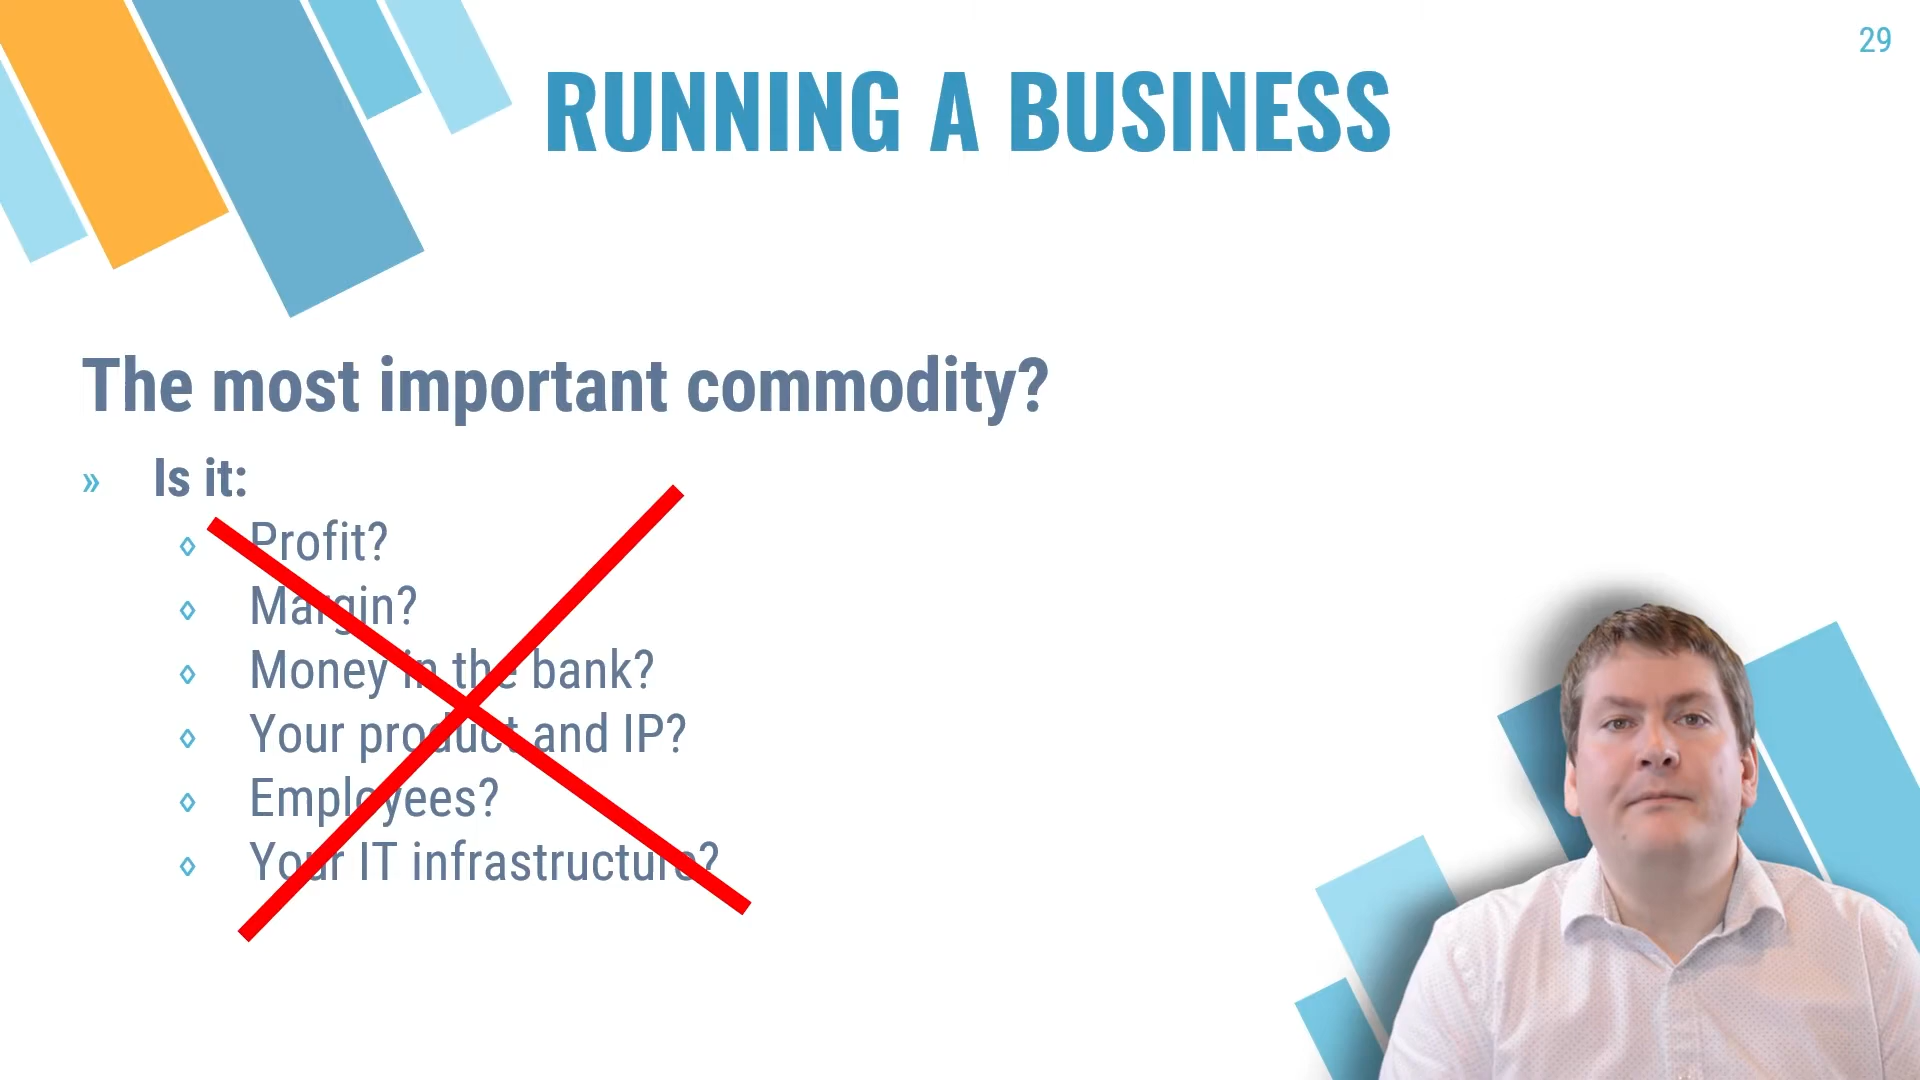 29
RUNNING A BUSINESS
The most important commodity?
» Is it:
◊ Profit?
◊ Margin?
◊ Money in the bank?
◊ Your product and IP?
◊ Employees?
◊ Your IT infrastructure?